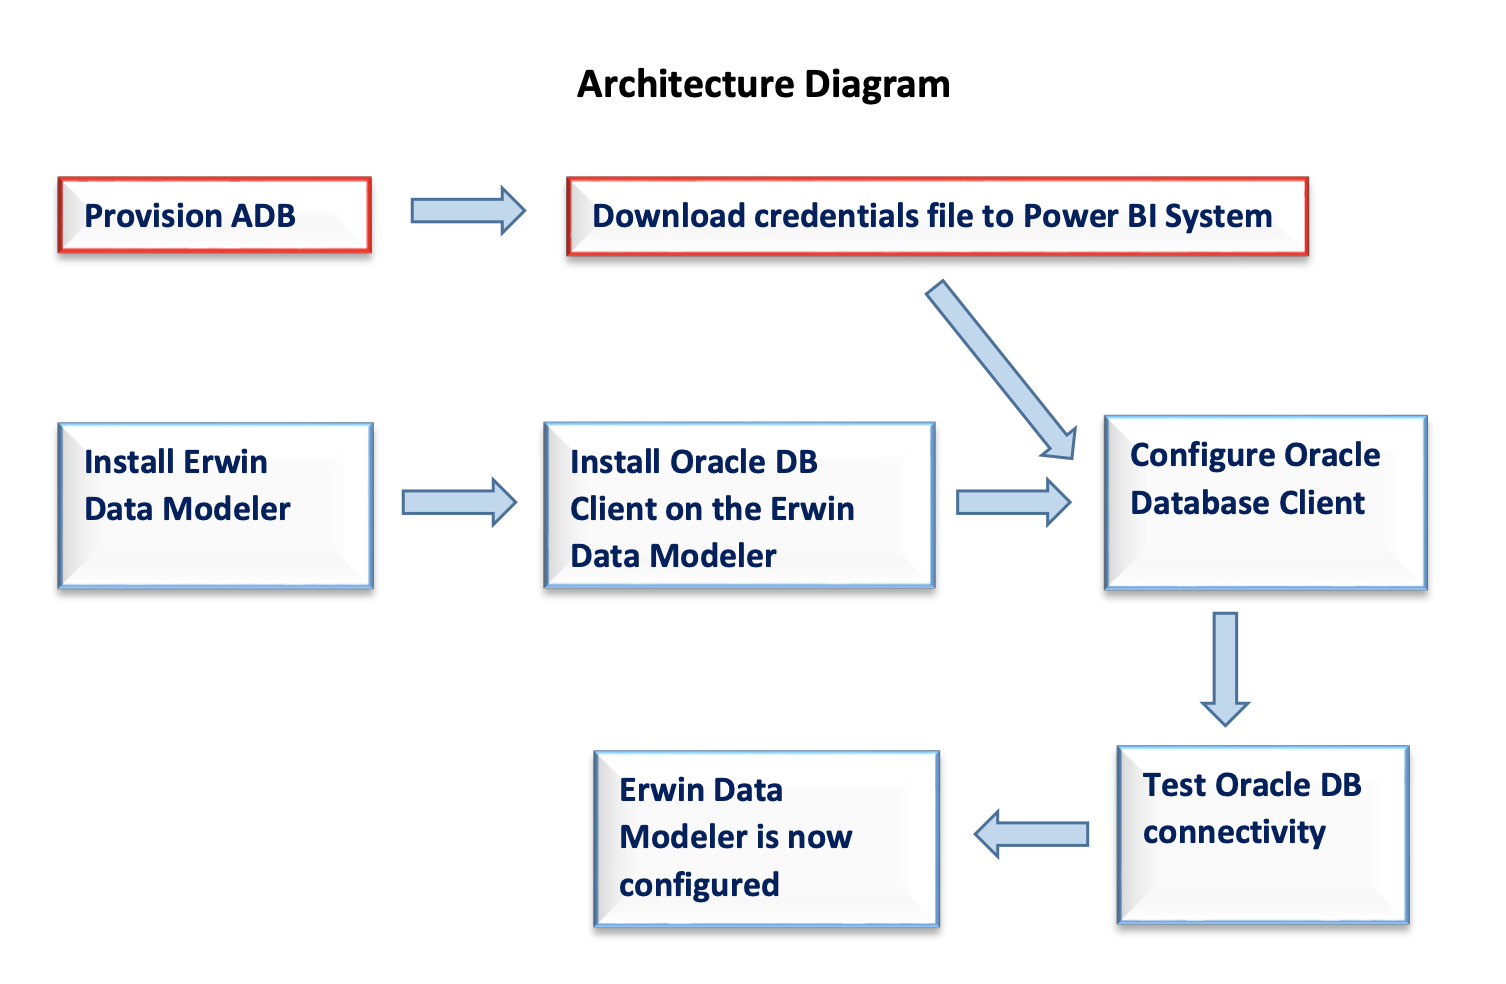 Architecture Diagram
Provision ADB
Download credentials file to Power BI System
Install Erwin
Data Modeler
Install Oracle DB
Client on the Erwin
Data Modeler
Configure Oracle
Database Client
Test Oracle DB
connectivity
Erwin Data
Modeler is now
configured